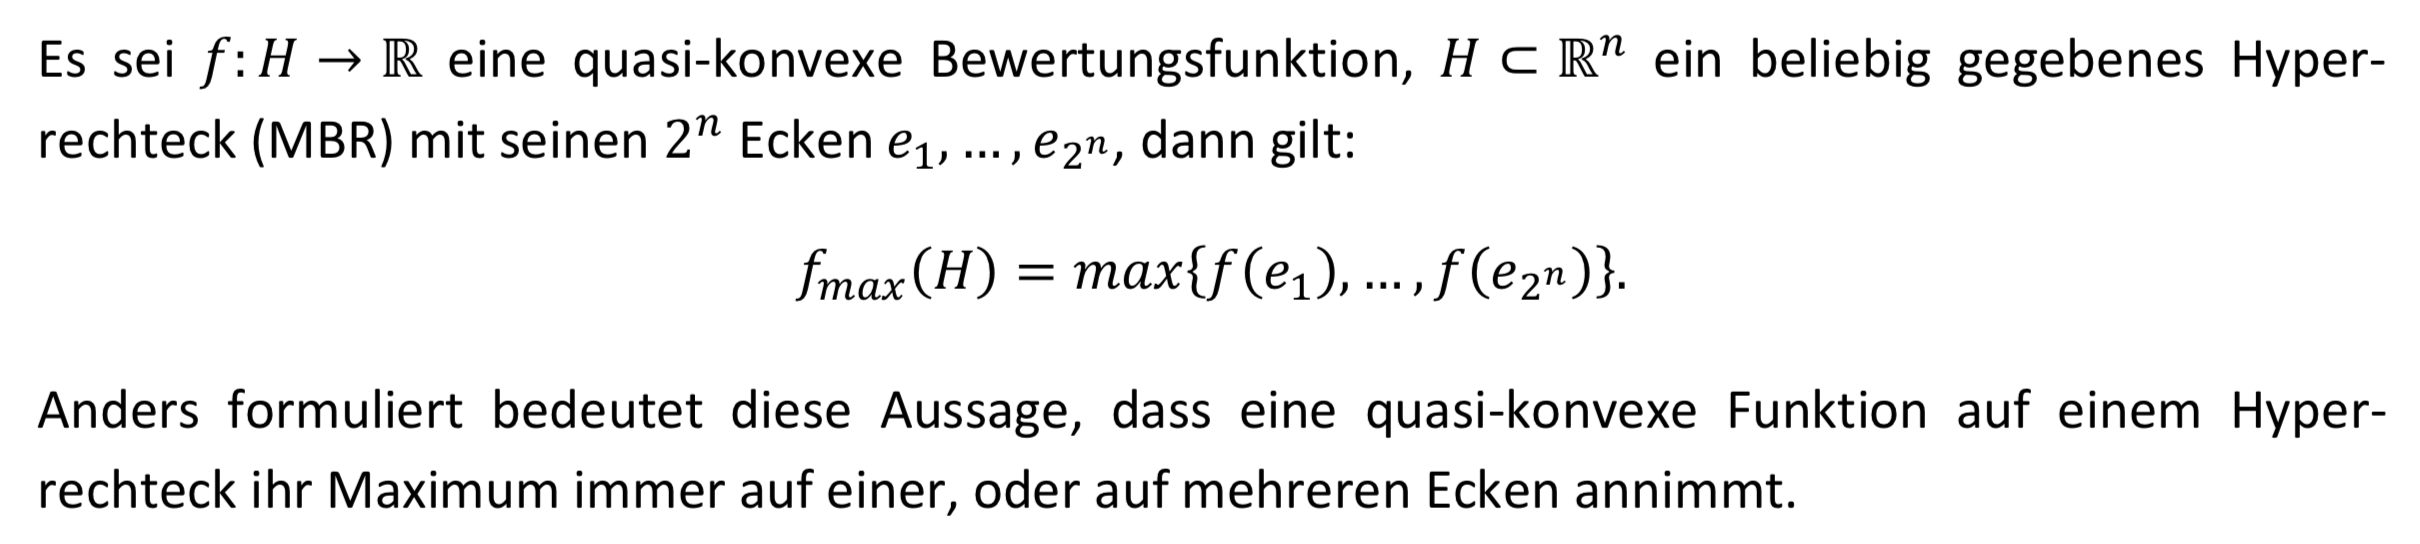 Es sei 𝑓: 𝐻 → ℝ eine quasi-konvexe Bewertungsfunktion, 𝐻 ⊂ ℝⁿ ein beliebig gegebenes Hyper-
rechteck (MBR) mit seinen 2ⁿ Ecken 𝑒₁, … , 𝑒₂ⁿ, dann gilt:
𝑓ₘₐₓ(𝐻) = 𝑚𝑎𝑥{𝑓(𝑒₁), … , 𝑓(𝑒₂ⁿ)}.
Anders formuliert bedeutet diese Aussage, dass eine quasi-konvexe Funktion auf einem Hyper-
rechteck ihr Maximum immer auf einer, oder auf mehreren Ecken annimmt.